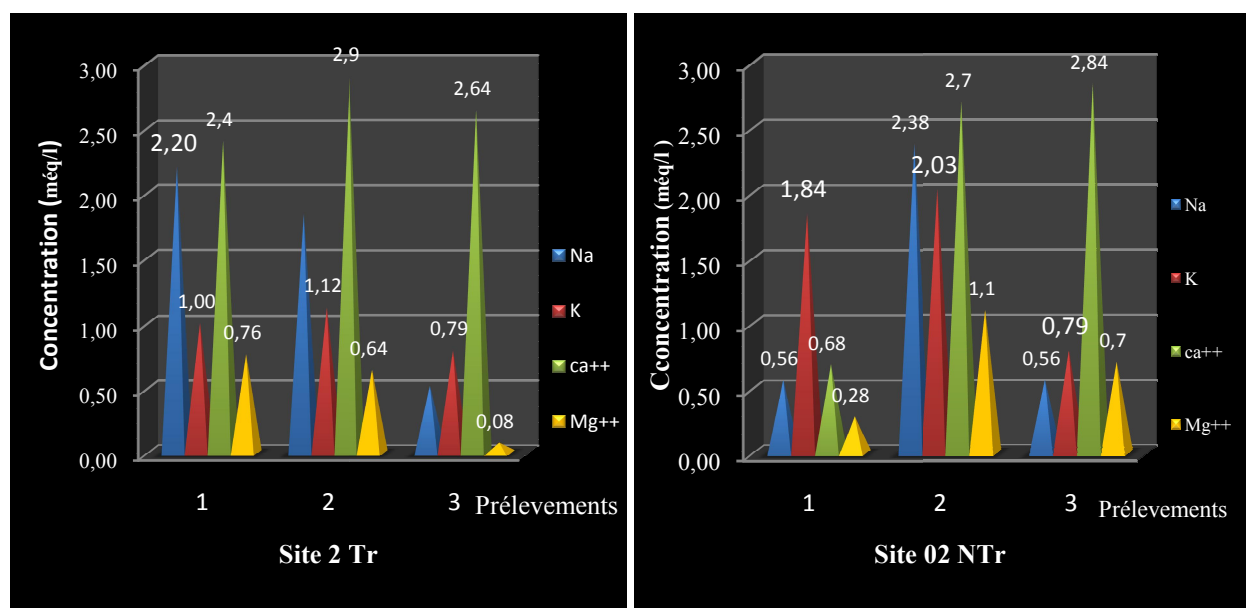 Concentration (méq/l)
3,00
2,50
2,00
1,50
1,00
0,50
0,00
2,20
1,00
2,4
0,76
1,12
2,9
0,64
0,79
2,64
0,08
Na
K
ca++
Mg++
1 2 3 Prélevements
Site 2 Tr
Cconcentration (méq/l)
3,00
2,50
2,00
1,50
1,00
0,50
0,00
0,56
1,84
0,68
0,28
2,38
2,03
2,7
1,1
0,56
0,79
2,84
0,7
Na
K
ca++
Mg++
1 2 3 Prélevements
Site 02 NTr